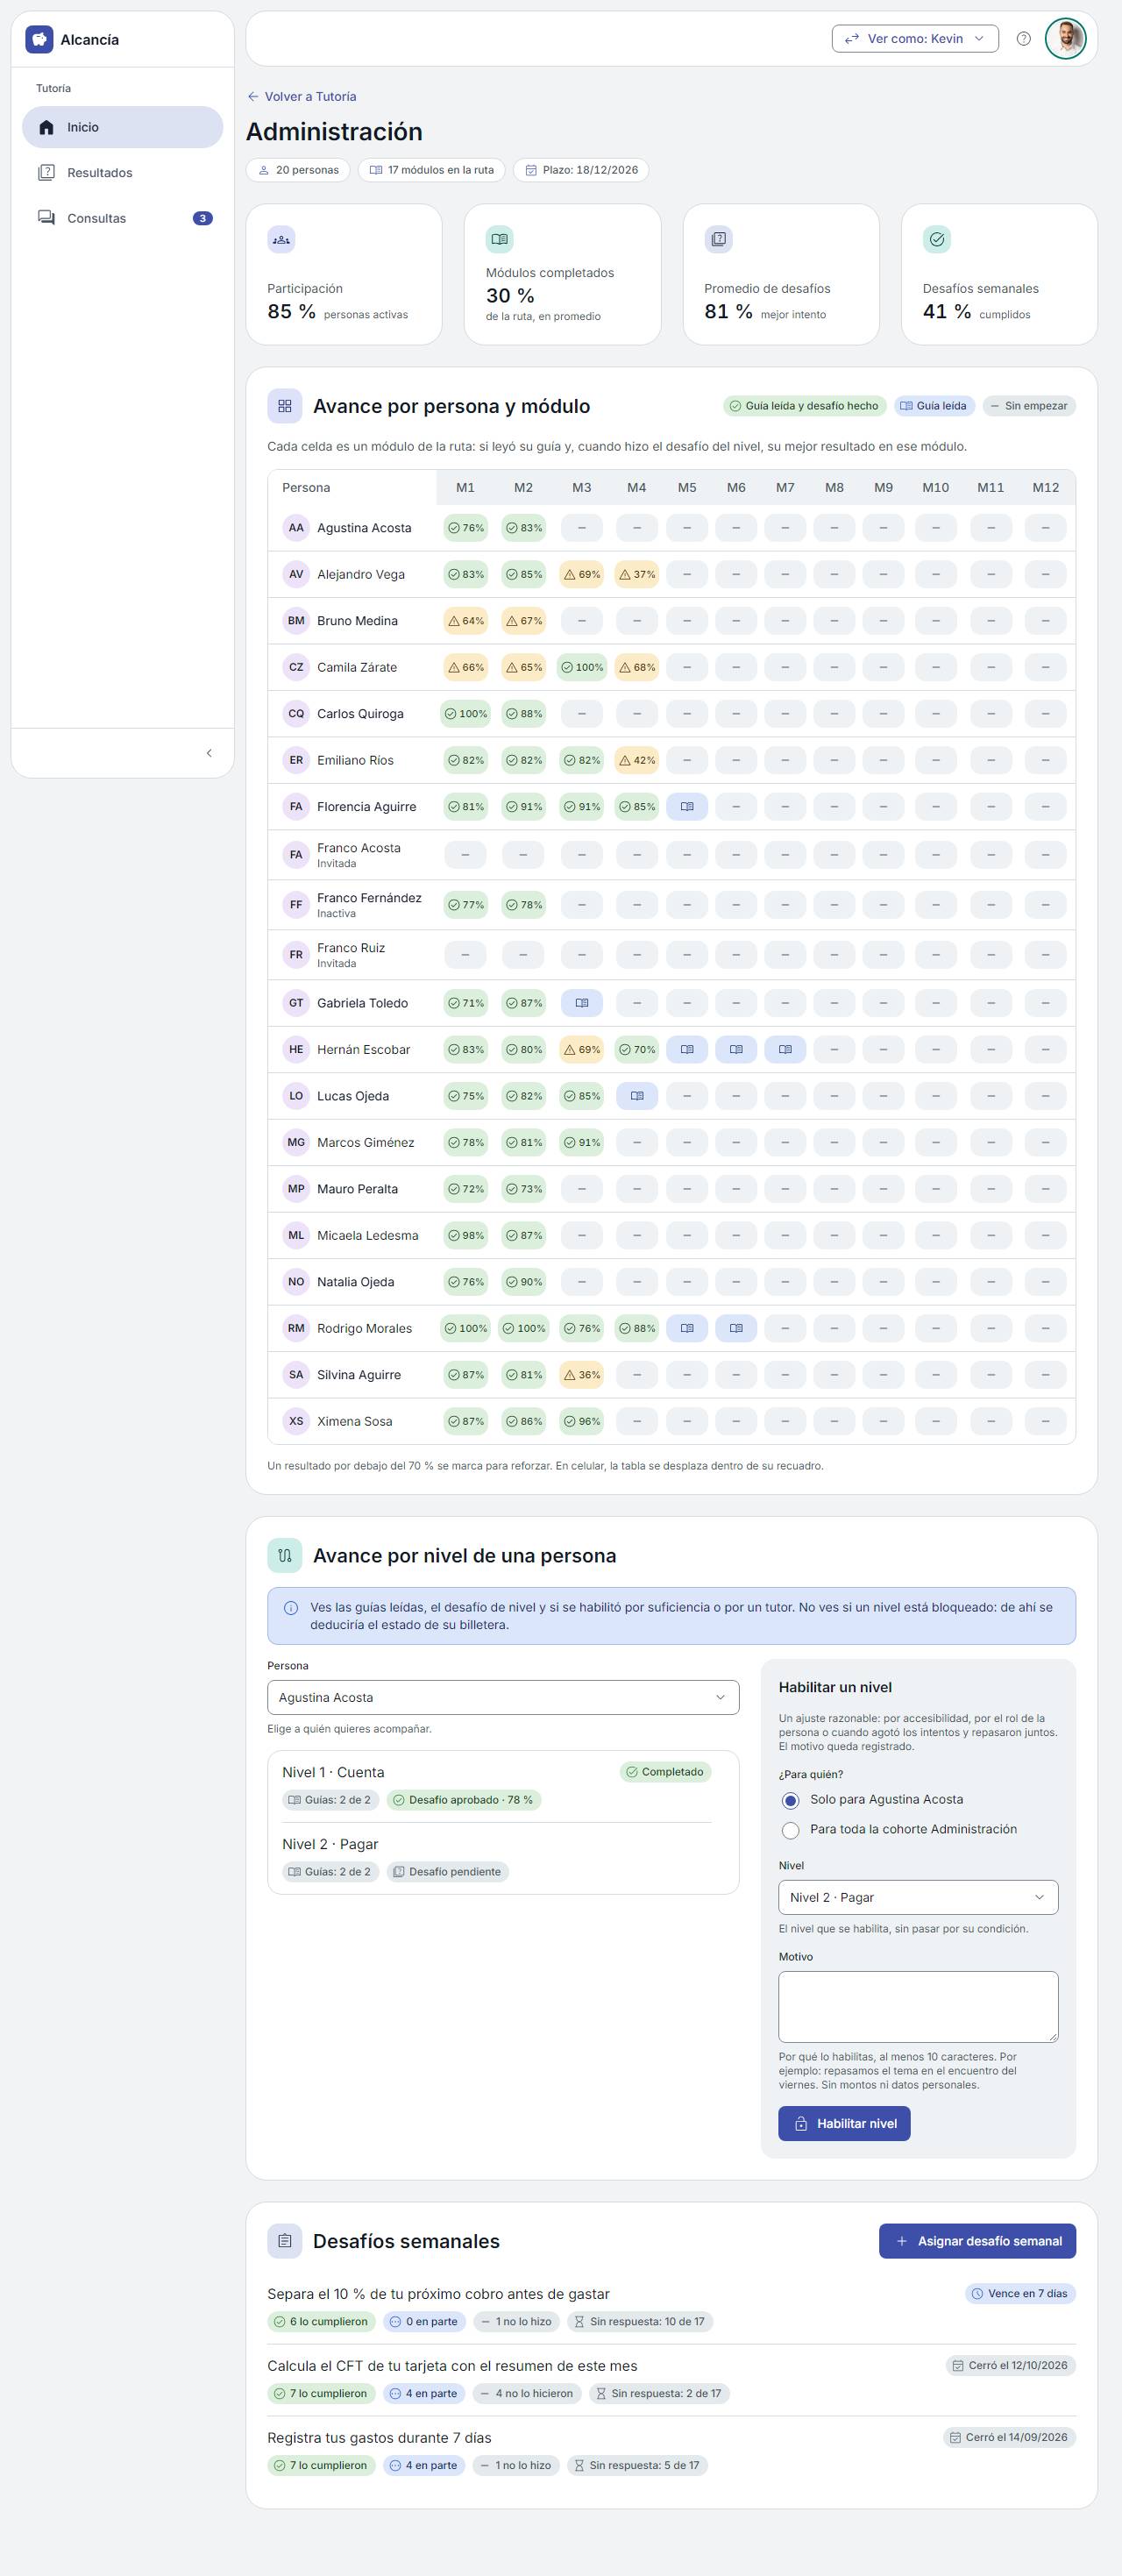 Alcancía
Ver como: Kevin
Tutoría
Inicio
Resultados
Consultas 3
Volver a Tutoría
Administración
20 personas 17 módulos en la ruta Plazo: 18/12/2026
Participación
85 % personas activas
Módulos completados
30 %
de la ruta, en promedio
Promedio de desafíos
81 % mejor intento
Desafíos semanales
41 % cumplidos
Avance por persona y módulo
Guía leída y desafío hecho Guía leída – Sin empezar
Cada celda es un módulo de la ruta: si leyó su guía y, cuando hizo el desafío del nivel, su mejor resultado en ese módulo.
Persona M1 M2 M3 M4 M5 M6 M7 M8 M9 M10 M11 M12
AA Agustina Acosta 76% 83% – – – – – – – – – –
AV Alejandro Vega 83% 85% 69% 37% – – – – – – – –
BM Bruno Medina 64% 67% – – – – – – – – – –
CZ Camila Zárate 66% 65% 100% 68% – – – – – – – –
CQ Carlos Quiroga 100% 88% – – – – – – – – – –
ER Emiliano Ríos 82% 82% 82% 42% – – – – – – – –
FA Florencia Aguirre 81% 91% 91% 85% – – – – – – –
FA Franco Acosta – – – – – – – – – – – –
Invitada
FF Franco Fernández 77% 78% – – – – – – – – – –
Inactiva
FR Franco Ruiz – – – – – – – – – – – –
Invitada
GT Gabriela Toledo 71% 87% – – – – – – – – –
HE Hernán Escobar 83% 80% 69% 70% – – – – –
LO Lucas Ojeda 75% 82% 85% – – – – – – – –
MG Marcos Giménez 78% 81% 91% – – – – – – – – –
MP Mauro Peralta 72% 73% – – – – – – – – – –
ML Micaela Ledesma 98% 87% – – – – – – – – – –
NO Natalia Ojeda 76% 90% – – – – – – – – – –
RM Rodrigo Morales 100% 100% 76% 88% – – – – – –
SA Silvina Aguirre 87% 81% 36% – – – – – – – – –
XS Ximena Sosa 87% 86% 96% – – – – – – – – –
Un resultado por debajo del 70 % se marca para reforzar. En celular, la tabla se desplaza dentro de su recuadro.
Avance por nivel de una persona
Ves las guías leídas, el desafío de nivel y si se habilitó por suficiencia o por un tutor. No ves si un nivel está bloqueado: de ahí se
deduciría el estado de su billetera.
Persona
Agustina Acosta
Elige a quién quieres acompañar.
Nivel 1 · Cuenta Completado
Guías: 2 de 2 Desafío aprobado · 78 %
Nivel 2 · Pagar
Guías: 2 de 2 Desafío pendiente
Habilitar un nivel
Un ajuste razonable: por accesibilidad, por el rol de la
persona o cuando agotó los intentos y repasaron juntos.
El motivo queda registrado.
¿Para quién?
Solo para Agustina Acosta
Para toda la cohorte Administración
Nivel
Nivel 2 · Pagar
El nivel que se habilita, sin pasar por su condición.
Motivo
Por qué lo habilitas, al menos 10 caracteres. Por
ejemplo: repasamos el tema en el encuentro del
viernes. Sin montos ni datos personales.
Habilitar nivel
Desafíos semanales
Asignar desafío semanal
Separa el 10 % de tu próximo cobro antes de gastar Vence en 7 días
6 lo cumplieron 0 en parte – 1 no lo hizo Sin respuesta: 10 de 17
Calcula el CFT de tu tarjeta con el resumen de este mes Cerró el 12/10/2026
7 lo cumplieron 4 en parte – 4 no lo hicieron Sin respuesta: 2 de 17
Registra tus gastos durante 7 días Cerró el 14/09/2026
7 lo cumplieron 4 en parte – 1 no lo hizo Sin respuesta: 5 de 17